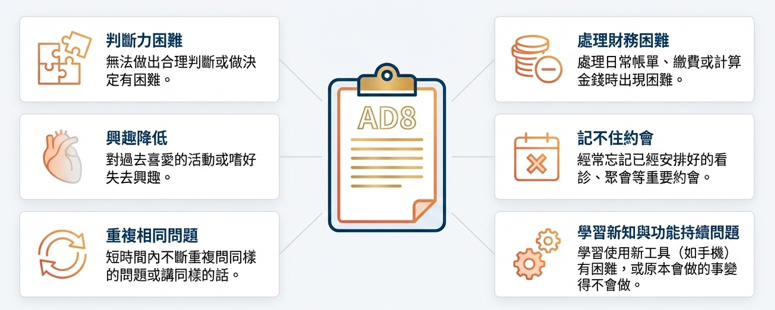 判斷力困難
無法做出合理判斷或做決
定有困難。
興趣降低
對過去喜愛的活動或嗜好
失去興趣。
重複相同問題
短時間內不斷重複問同樣
的問題或講同樣的話。
AD8
處理財務困難
處理日常帳單、繳費或計算
金錢時出現困難。
記不住約會
經常忘記已經安排好的看
診、聚會等重要約會。
學習新知與功能持續問題
學習使用新工具（如手機）
有困難，或原本會做的事變
得不會做。